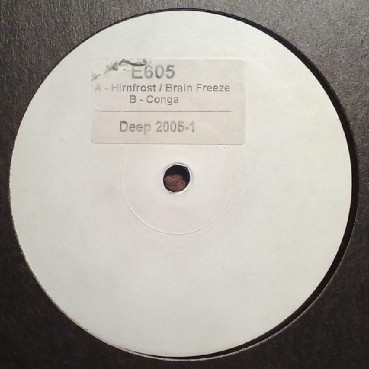 E605
A - Hirnfrost / Brain Freeze
B - Conga
Deep 2005-1